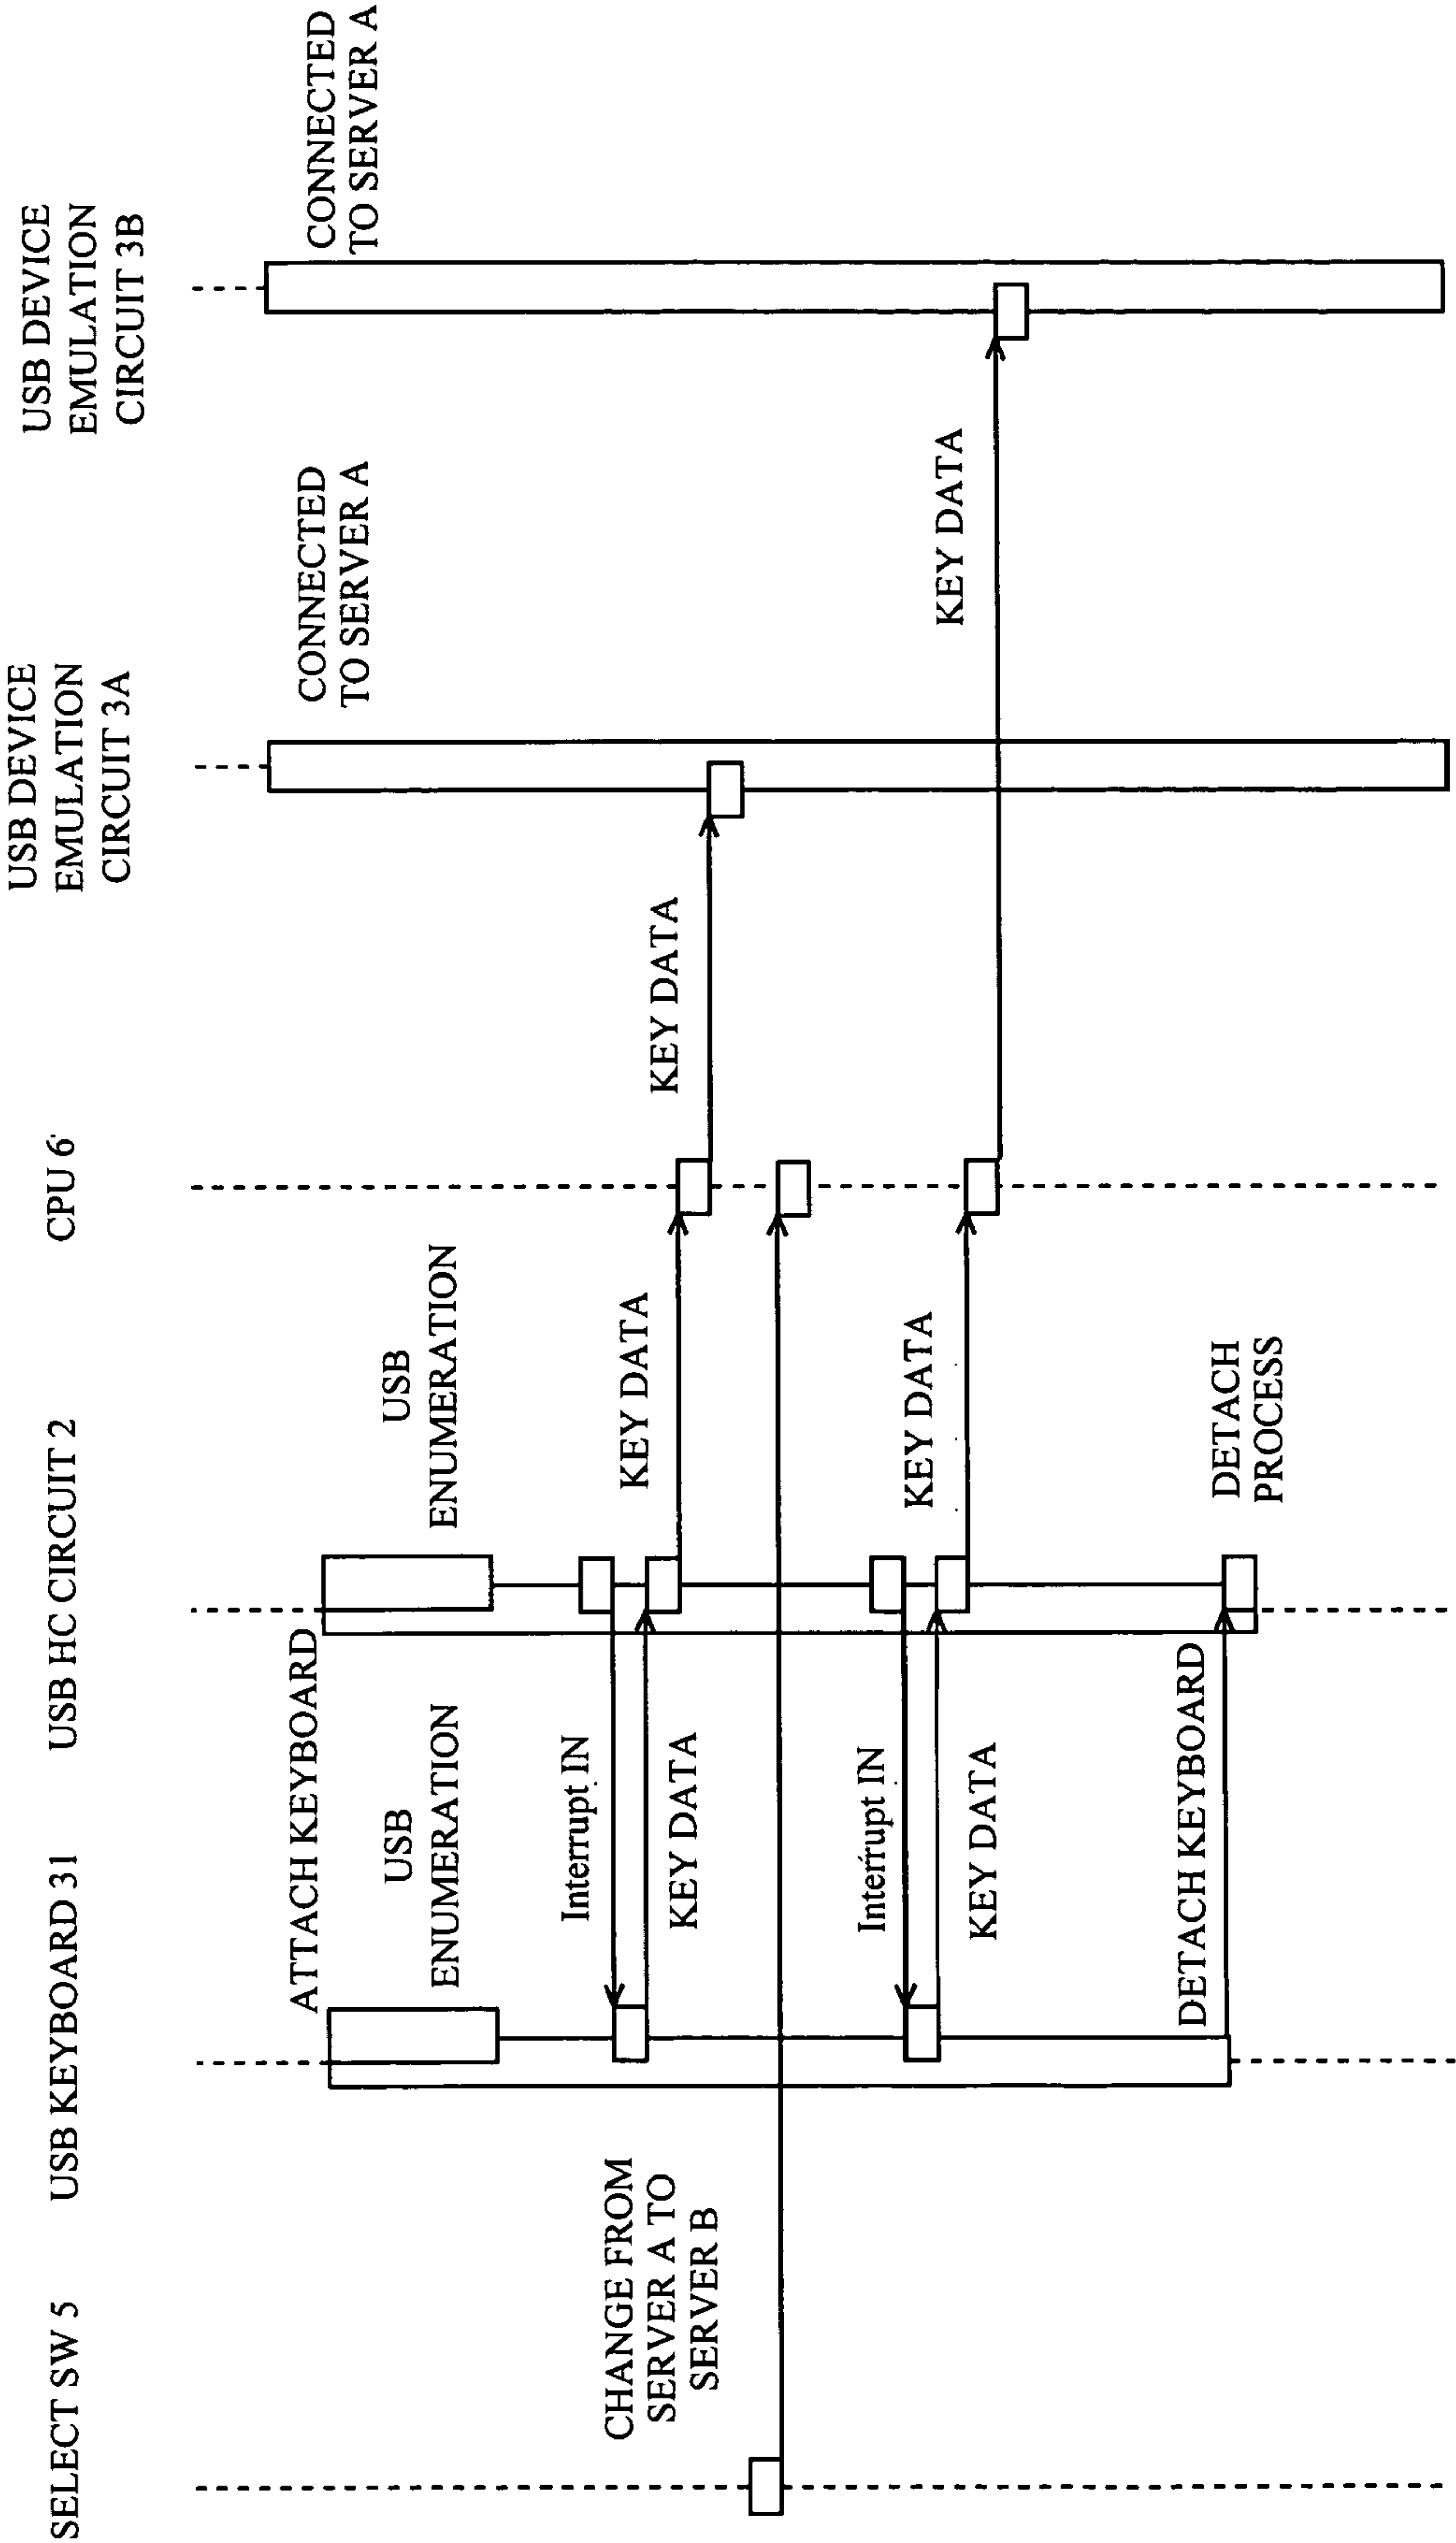 SELECT SW 5
USB KEYBOARD 31
USB HC CIRCUIT 2
CPU 6
USB DEVICE
EMULATION
CIRCUIT 3A
USB DEVICE
EMULATION
CIRCUIT 3B
ATTACH KEYBOARD
USB
ENUMERATION
USB
ENUMERATION
CONNECTED
TO SERVER A
CONNECTED
TO SERVER A
Interrupt IN
KEY DATA
KEY DATA
KEY DATA
CHANGE FROM
SERVER A TO
SERVER B
Interrupt IN
KEY DATA
KEY DATA
KEY DATA
DETACH KEYBOARD
DETACH
PROCESS